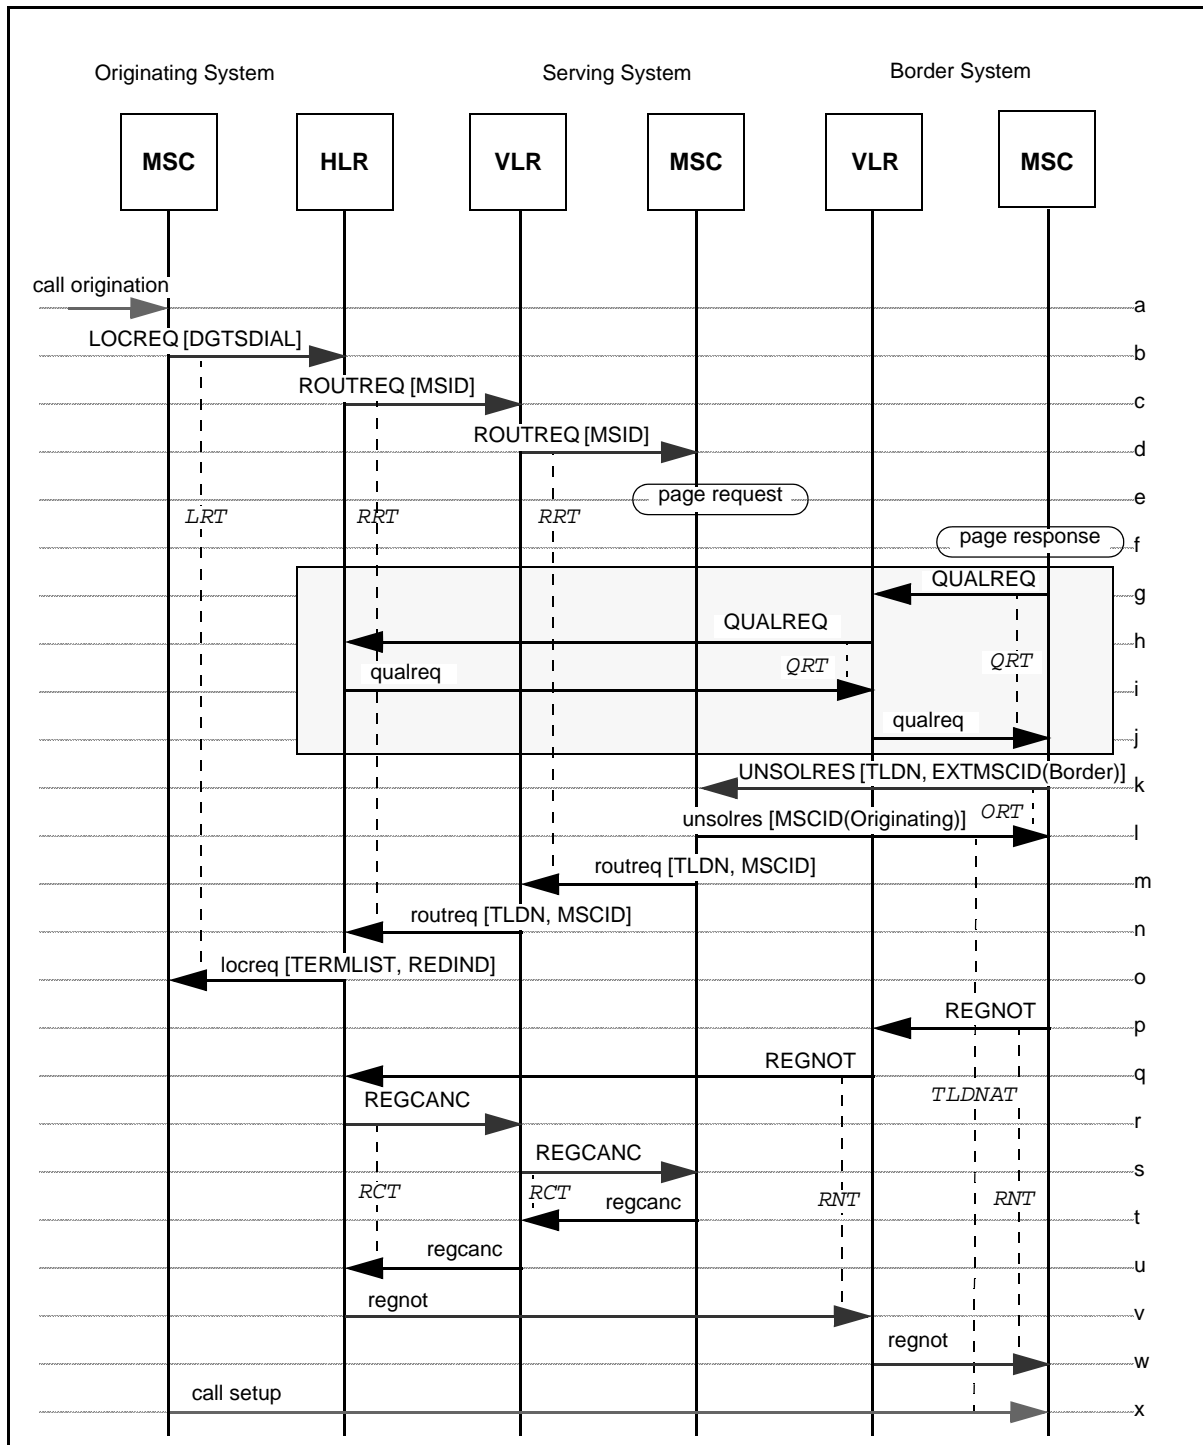 Originating System
Serving System
Border System
MSC
HLR
VLR
MSC
VLR
MSC
call origination
a
LOCREQ [DGTSDIAL]
b
ROUTREQ [MSID]
c
ROUTREQ [MSID]
d
page request
e
LRT
RRT
RRT
page response
f
QUALREQ
g
QUALREQ
h
QRT
QRT
qualreq
i
qualreq
j
UNSOLRES [TLDN, EXTMSCID(Border)]
k
ORT
unsolres [MSCID(Originating)]
l
routreq [TLDN, MSCID]
m
routreq [TLDN, MSCID]
n
locreq [TERMLIST, REDIND]
o
REGNOT
p
REGNOT
q
TLDNAT
REGCANC
r
REGCANC
s
RCT
RCT
RNT
RNT
regcanc
t
regcanc
u
regnot
v
regnot
w
call setup
x